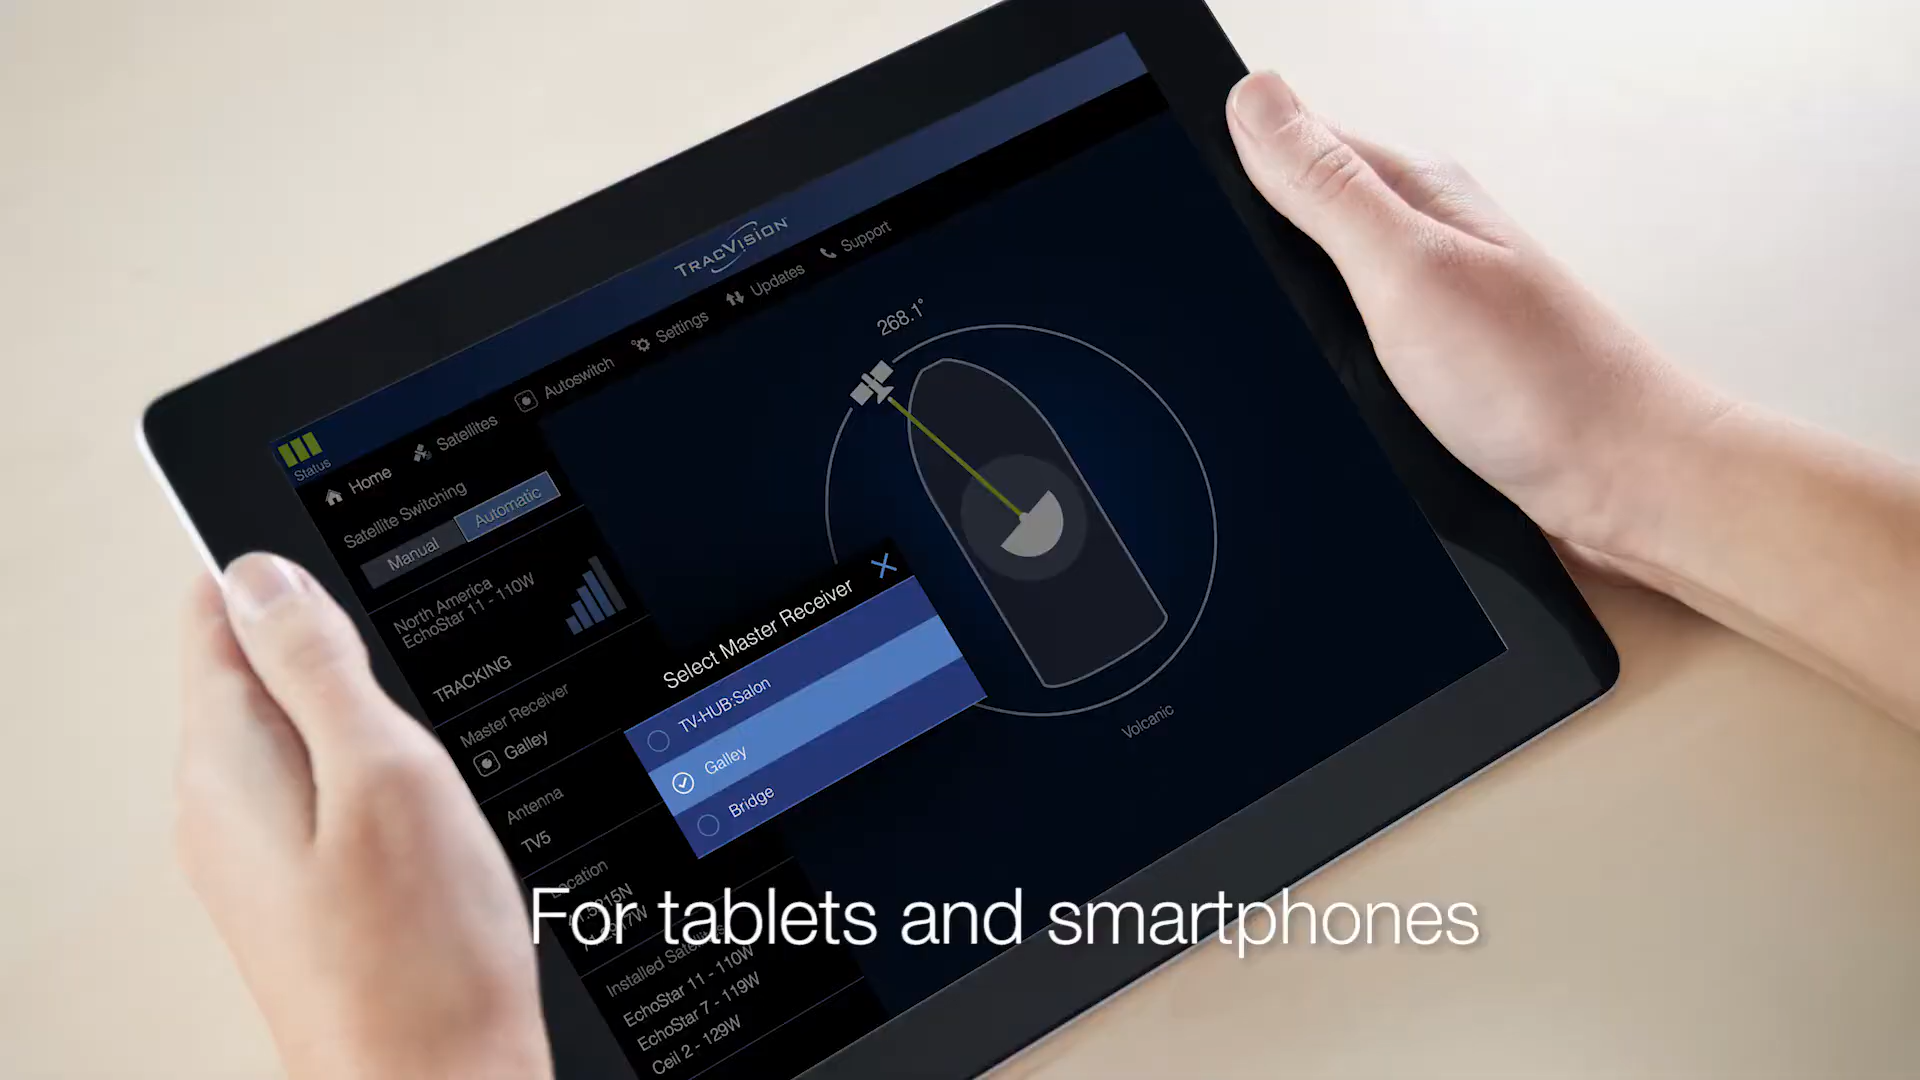 TRACVISION
Status
Home
Satellites
Autoswitch
Settings
Updates
Support
Satellite Switching
Manual
Automatic
North America
EchoStar 11 - 110W
TRACKING
Master Receiver
Galley
Antenna
TV5
Installed
EchoStar 11 - 110W
EchoStar 7 - 119W
Ceil 2 - 129W
268.1°
Volcanic
Select Master Receiver
TV-HUB:Salon
Galley
Bridge
For tablets and smartphones